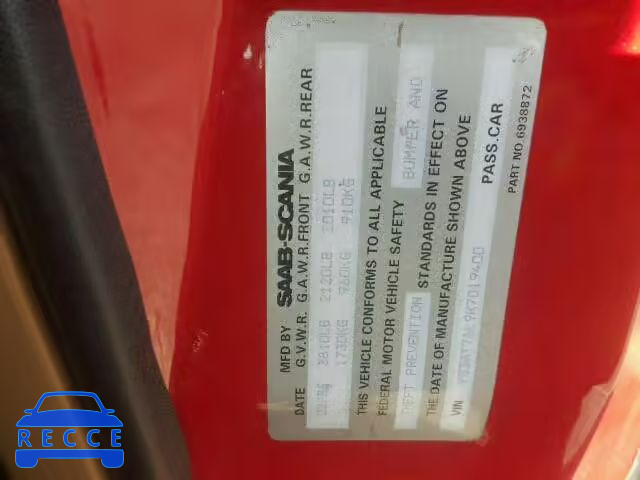 MFD BY SAAB-SCANIA
DATE G.V.W.R. G.A.W.R.FRONT G.A.W.R.REAR
3810LB 2120LB 2010LB
1730KG 960KG 910KG
THIS VEHICLE CONFORMS TO ALL APPLICABLE
FEDERAL MOTOR VEHICLE SAFETY BUMPER AND
THEFT PREVENTION STANDARDS IN EFFECT ON
THE DATE OF MANUFACTURE SHOWN ABOVE
VIN PASS.CAR
PART NO. 6938872
RECCE